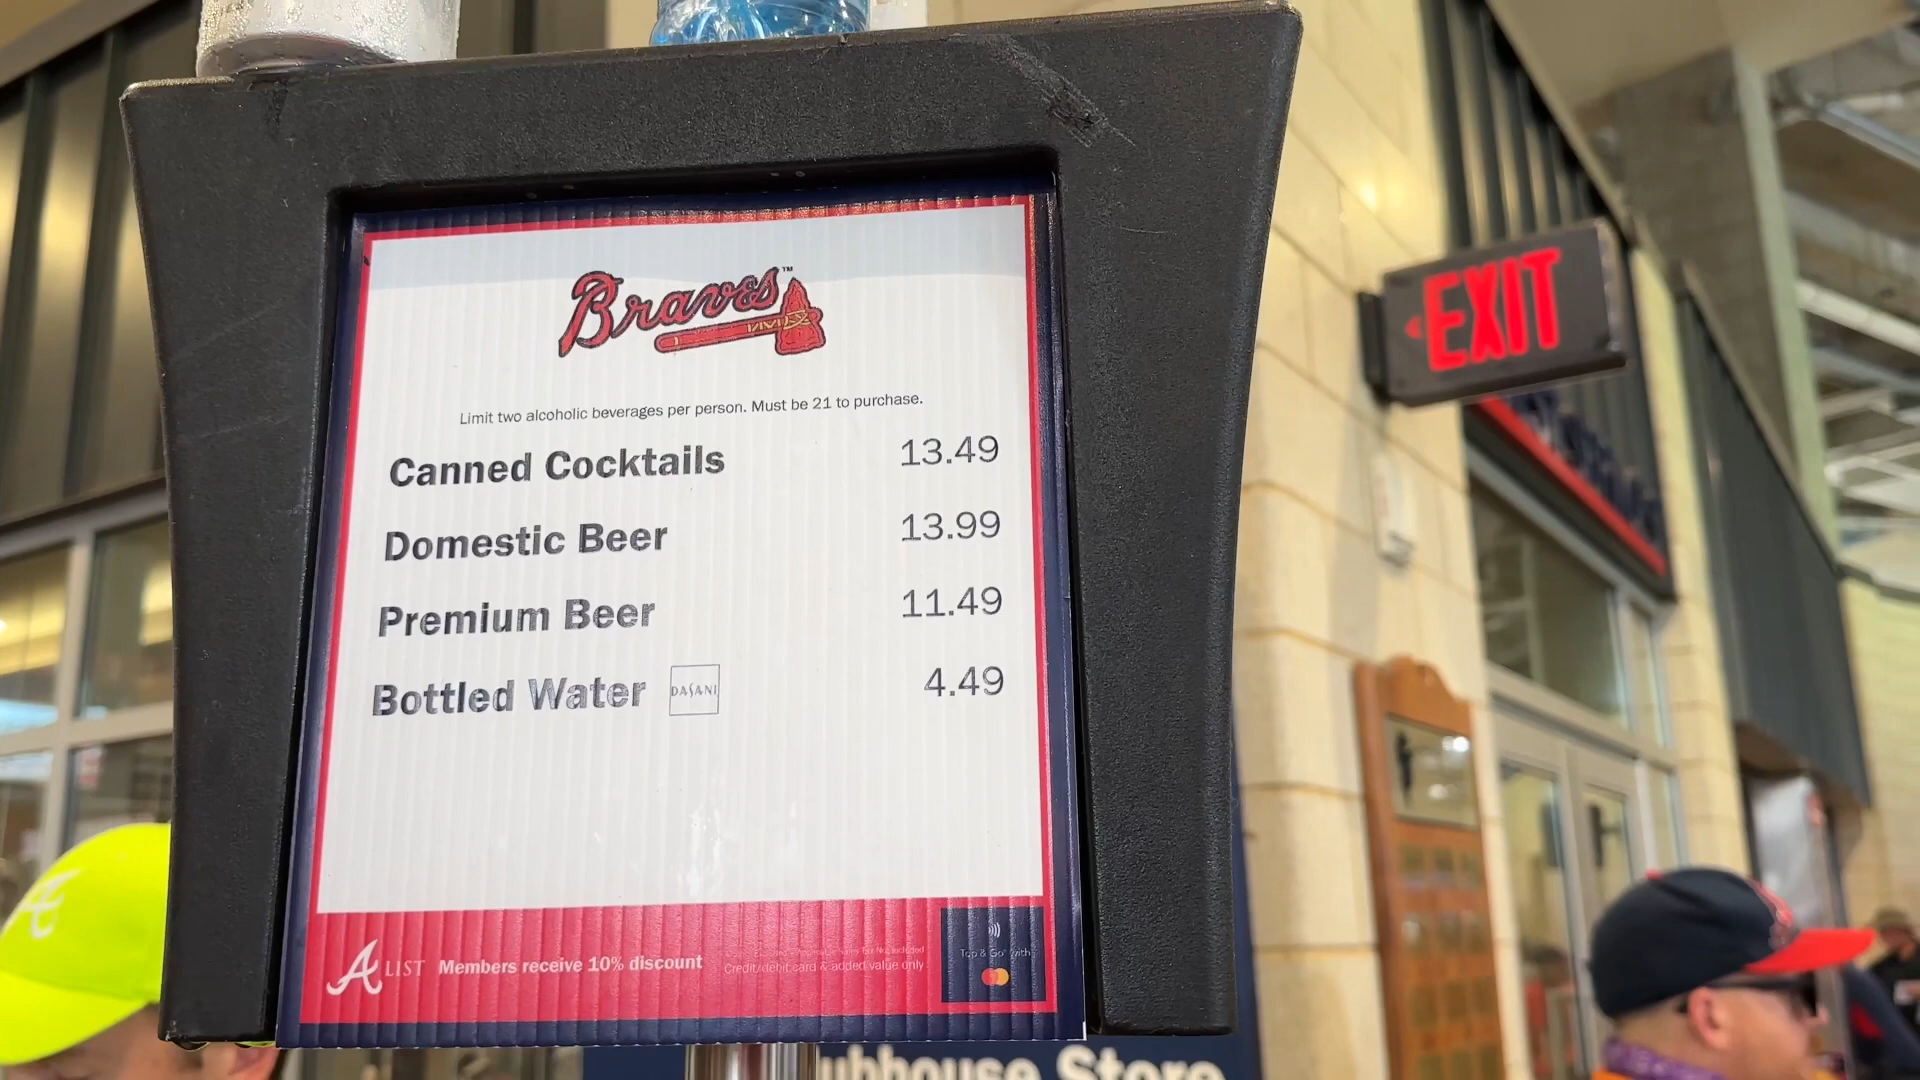 Braves™
Limit two alcoholic beverages per person. Must be 21 to purchase.
Canned Cocktails 13.49
Domestic Beer 13.99
Premium Beer 11.49
Bottled Water DASANI 4.49
A LIST Members receive 10% discount
Credit/debit card & added value only
Tap & Go® with
EXIT
Store